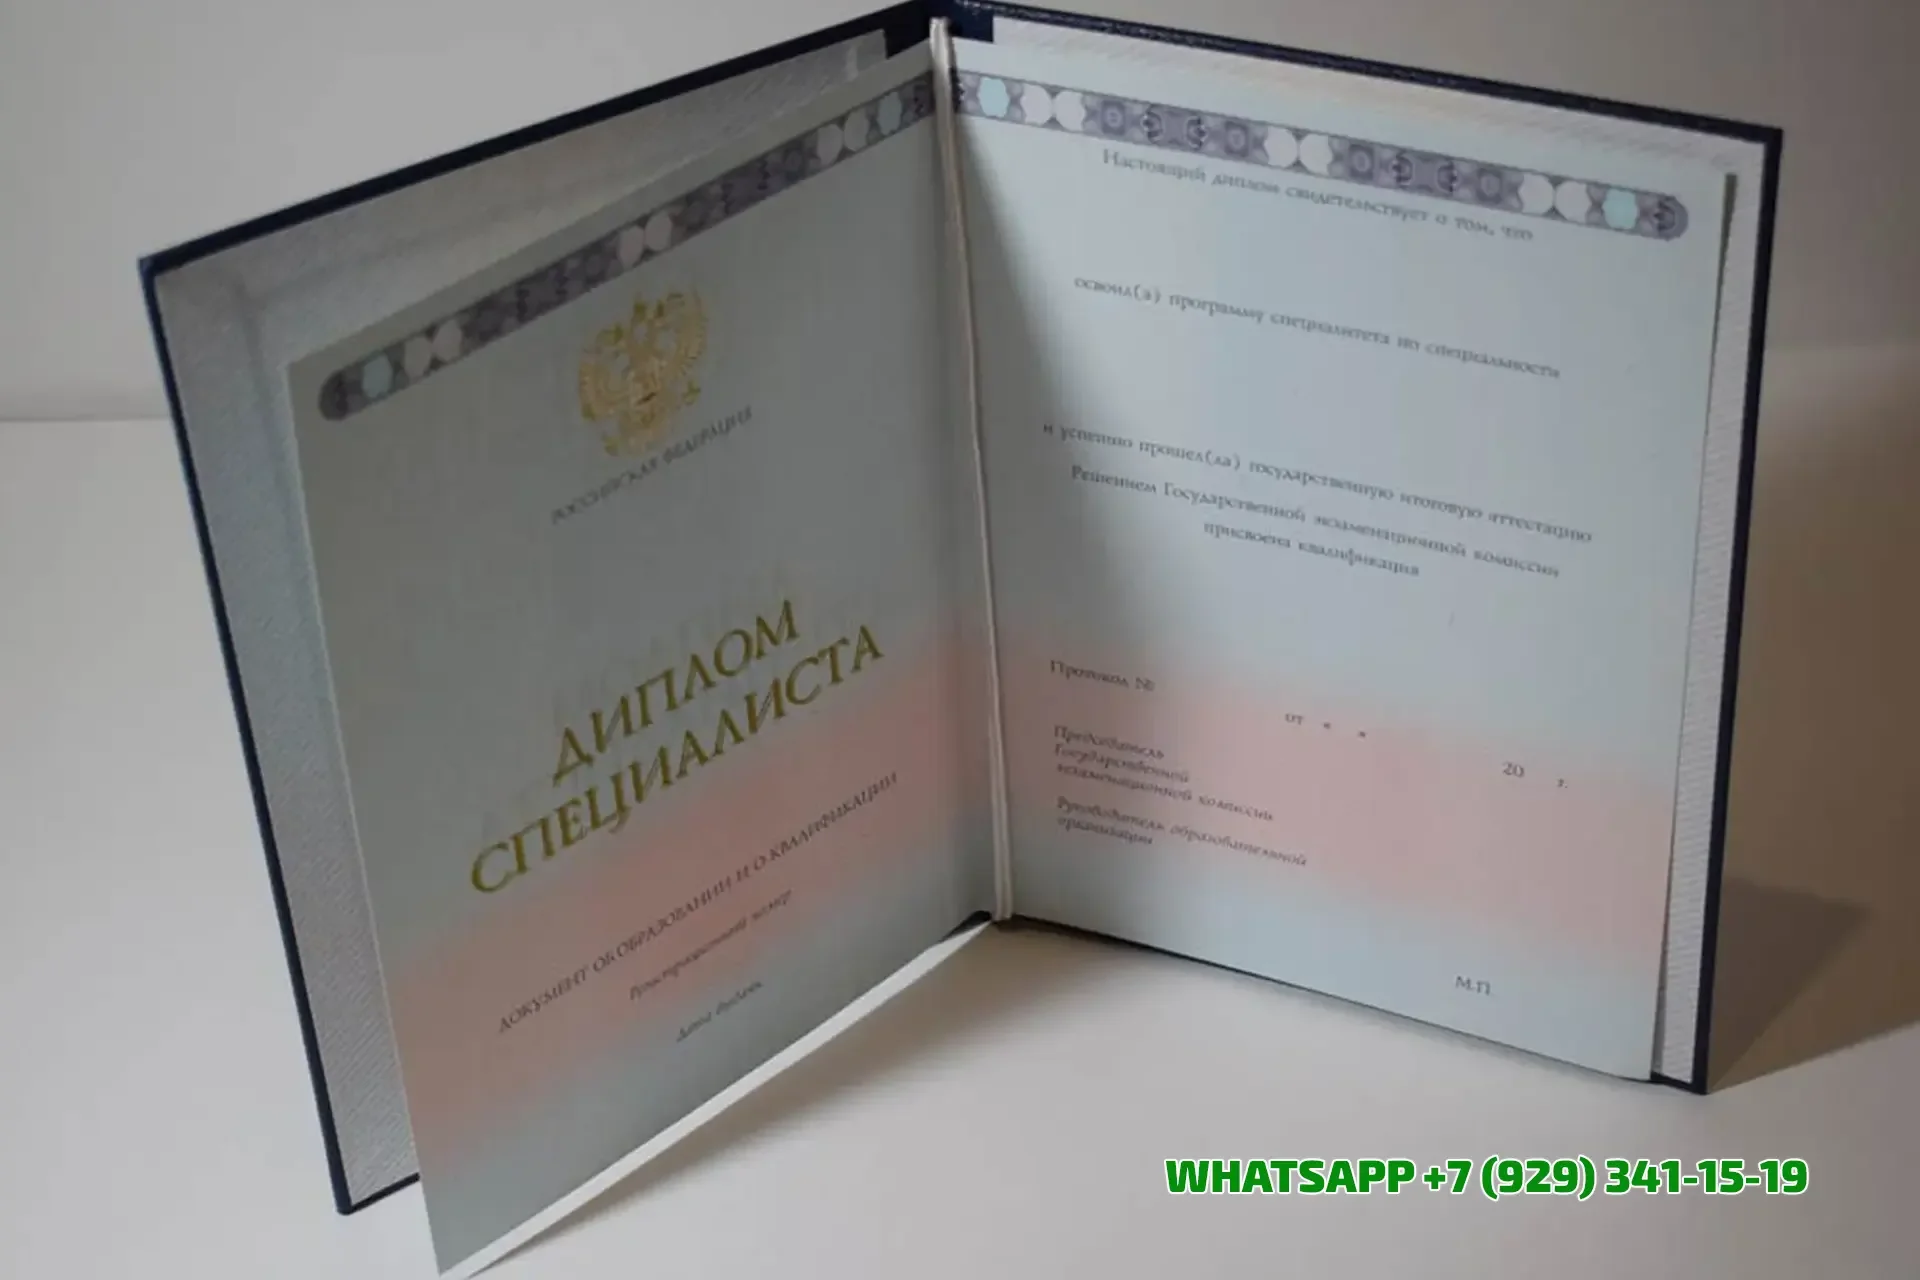 РОССИЙСКАЯ ФЕДЕРАЦИЯ
ДИПЛОМ
СПЕЦИАЛИСТА
ДОКУМЕНТ ОБ ОБРАЗОВАНИИ И О КВАЛИФИКАЦИИ
Регистрационный номер
Дата выдачи
Настоящий диплом свидетельствует о том, что
освоил(а) программу специалитета по специальности
и успешно прошел(ла) государственную итоговую аттестацию
Решением Государственной экзаменационной комиссии
присвоена квалификация
Протокол №
от « »
20 г.
Председатель
Государственной
экзаменационной комиссии
Руководитель образовательной
организации
М.П.
WHATSAPP +7 (929) 341-15-19